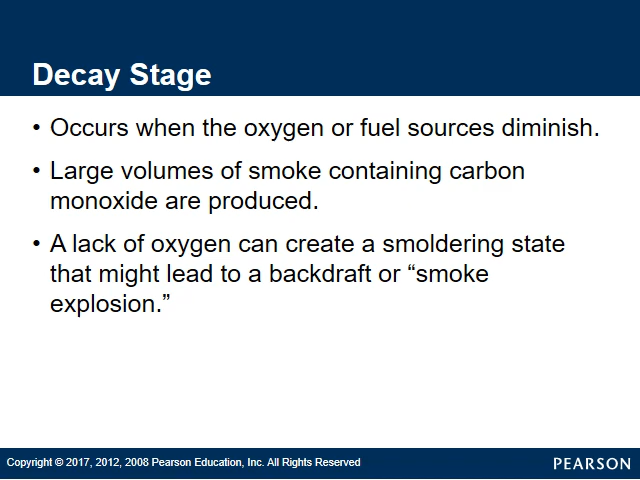 Decay Stage
• Occurs when the oxygen or fuel sources diminish.
• Large volumes of smoke containing carbon
monoxide are produced.
• A lack of oxygen can create a smoldering state
that might lead to a backdraft or “smoke
explosion.”
Copyright © 2017, 2012, 2008 Pearson Education, Inc. All Rights Reserved
PEARSON